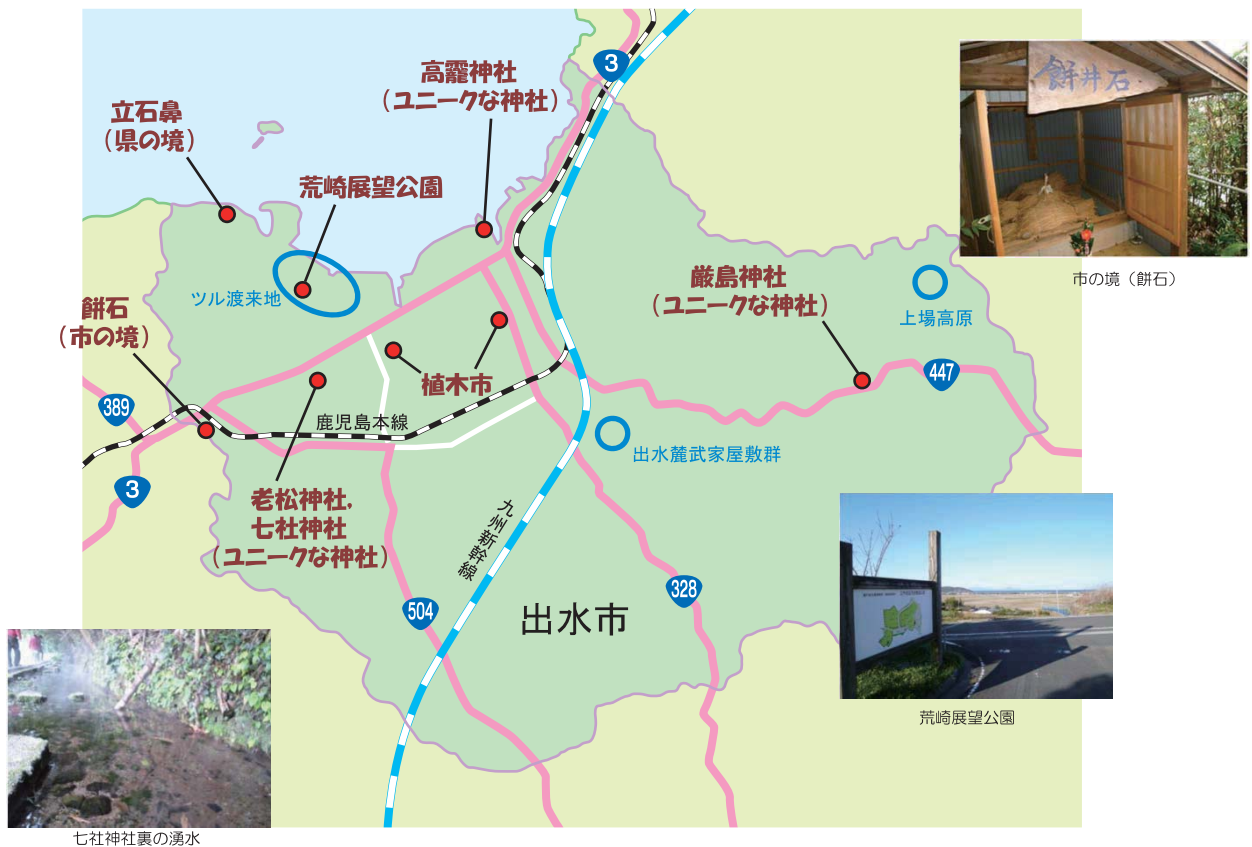 3
餅井石
高龗神社
（ユニークな神社）
立石鼻
（県の境）
荒崎展望公園
市の境（餅石）
厳島神社
（ユニークな神社）
ツル渡来地
上場高原
餅石
（市の境）
植木市
447
389
鹿児島本線
出水麓武家屋敷群
3
老松神社，
七社神社
（ユニークな神社）
九州新幹線
328
504
出水市
荒崎展望公園
七社神社裏の湧水